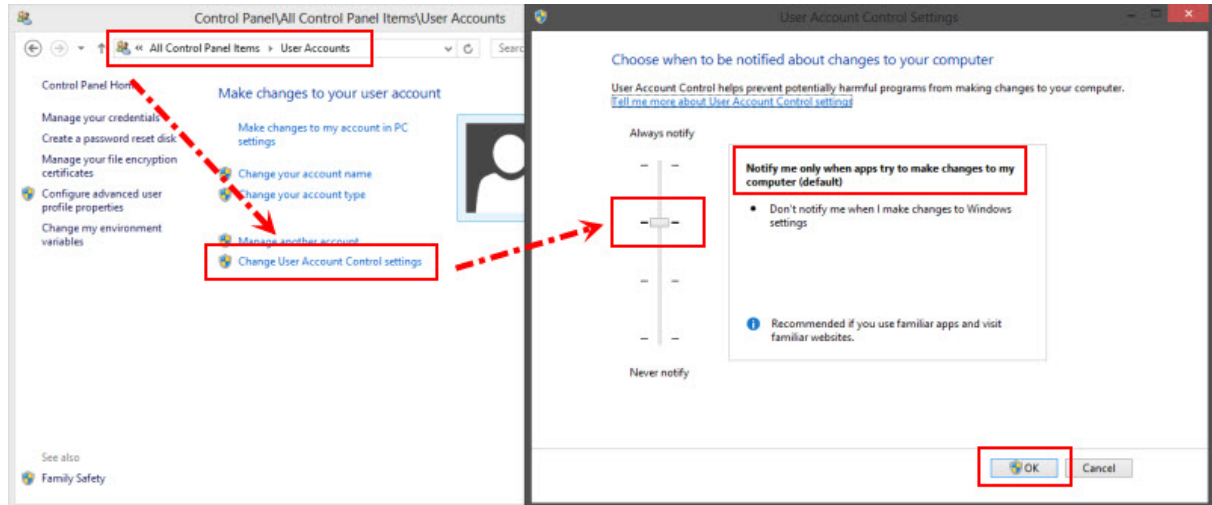 Control Panel\All Control Panel Items\User Accounts
« All Control Panel Items ▸ User Accounts
Control Panel Home
Manage your credentials
Create a password reset disk
Manage your file encryption
certificates
Configure advanced user
profile properties
Change my environment
variables
See also
Family Safety
Make changes to your user account
Make changes to my account in PC
settings
Change your account name
Change your account type
Manage another account
Change User Account Control settings
User Account Control Settings
Choose when to be notified about changes to your computer
User Account Control helps prevent potentially harmful programs from making changes to your computer.
Tell me more about User Account Control settings
Always notify
Notify me only when apps try to make changes to my
computer (default)
• Don't notify me when I make changes to Windows
settings
Recommended if you use familiar apps and visit
familiar websites.
Never notify
OK
Cancel